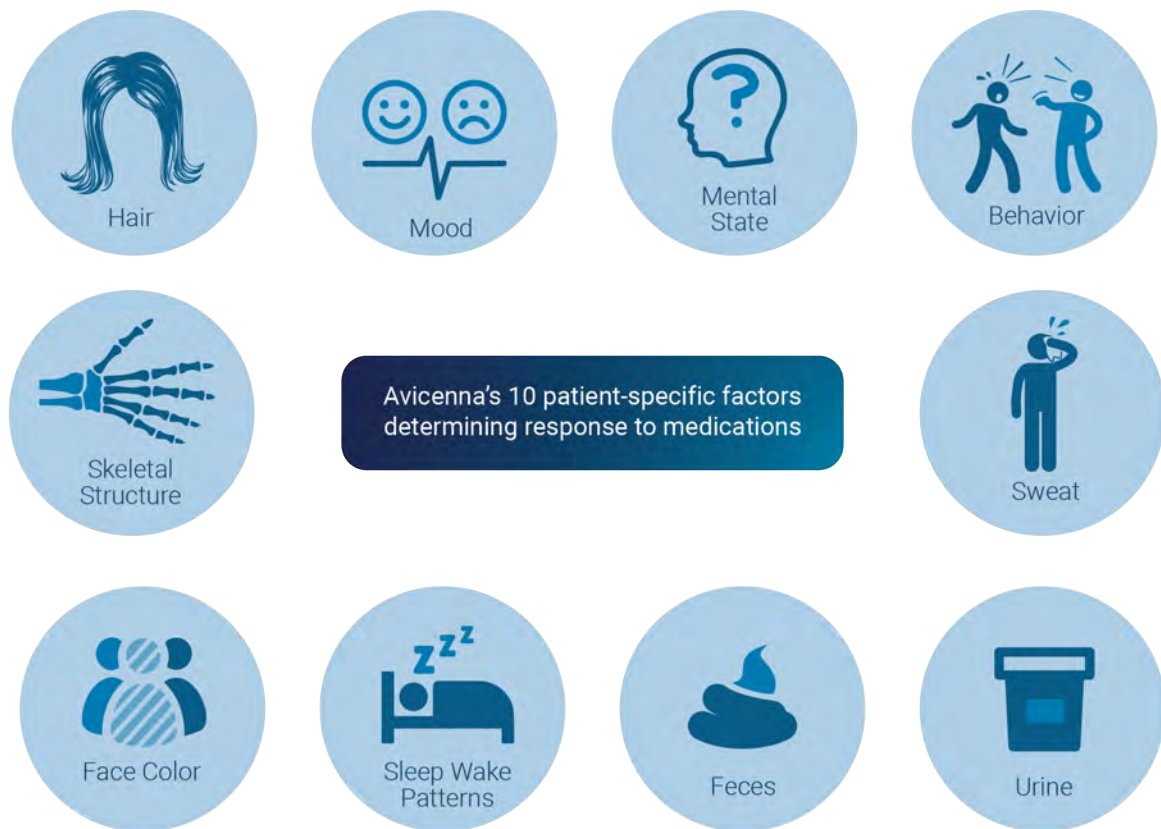 Hair
Mood
Mental
State
Behavior
Skeletal
Structure
Avicenna's 10 patient-specific factors
determining response to medications
Sweat
Face Color
Sleep Wake
Patterns
Feces
Urine